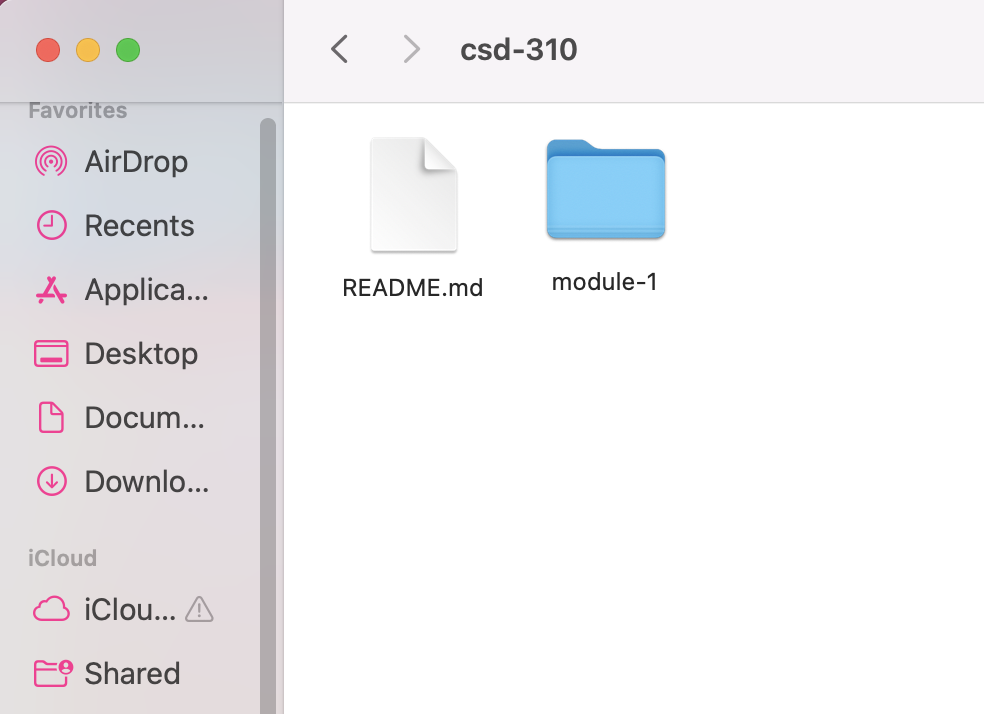 csd-310
Favorites
AirDrop
Recents
Applica...
Desktop
Docum...
Downlo...
iCloud
iClou...
Shared
README.md
module-1